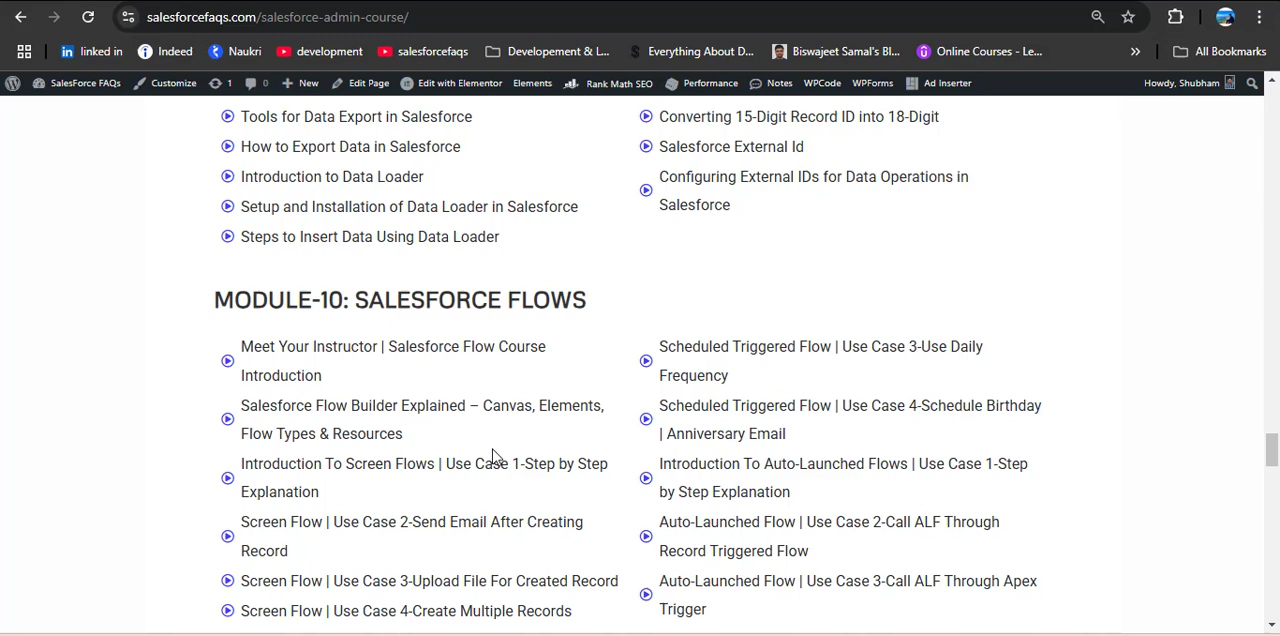 salesforcefaqs.com/salesforce-admin-course/
linked in
Indeed
Naukri
development
salesforcefaqs
Developement & L...
Everything About D...
Biswajeet Samal's Bl...
Online Courses - Le...
All Bookmarks
SalesForce FAQs
Customize
1
0
New
Edit Page
Edit with Elementor
Elements
Rank Math SEO
Performance
Notes
WPCode
WPForms
Ad Inserter
Howdy, Shubham
Tools for Data Export in Salesforce
How to Export Data in Salesforce
Introduction to Data Loader
Setup and Installation of Data Loader in Salesforce
Steps to Insert Data Using Data Loader
Converting 15-Digit Record ID into 18-Digit
Salesforce External Id
Configuring External IDs for Data Operations in
Salesforce
MODULE-10: SALESFORCE FLOWS
Meet Your Instructor | Salesforce Flow Course
Introduction
Salesforce Flow Builder Explained – Canvas, Elements,
Flow Types & Resources
Introduction To Screen Flows | Use Case 1-Step by Step
Explanation
Screen Flow | Use Case 2-Send Email After Creating
Record
Screen Flow | Use Case 3-Upload File For Created Record
Screen Flow | Use Case 4-Create Multiple Records
Scheduled Triggered Flow | Use Case 3-Use Daily
Frequency
Scheduled Triggered Flow | Use Case 4-Schedule Birthday
| Anniversary Email
Introduction To Auto-Launched Flows | Use Case 1-Step
by Step Explanation
Auto-Launched Flow | Use Case 2-Call ALF Through
Record Triggered Flow
Auto-Launched Flow | Use Case 3-Call ALF Through Apex
Trigger